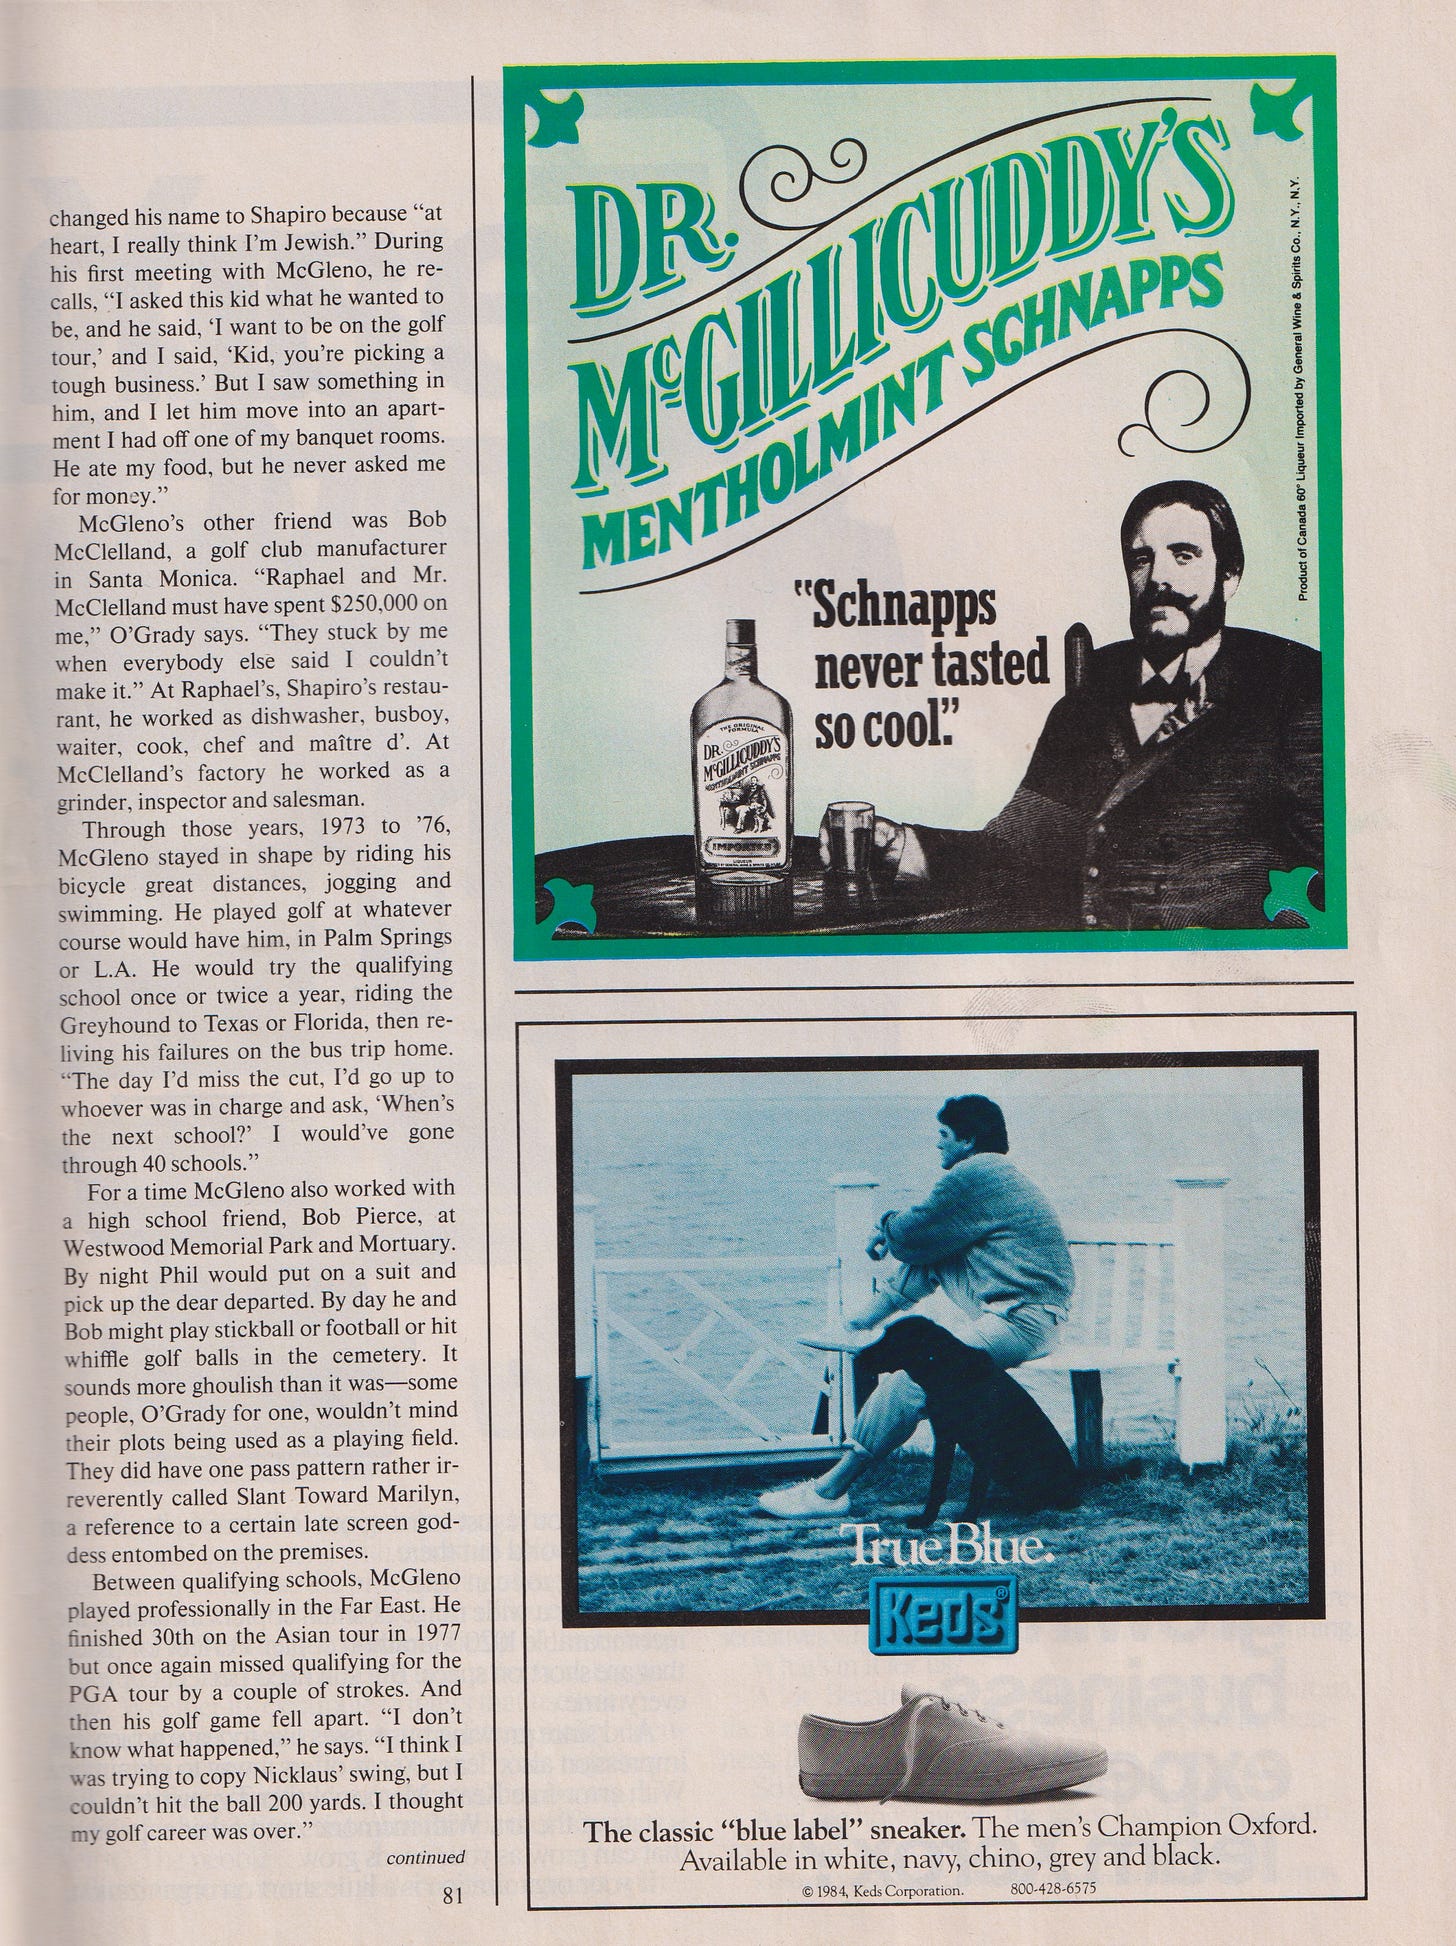 changed his name to Shapiro because “at
heart, I really think I’m Jewish.” During
his first meeting with McGleno, he re-
calls, “I asked this kid what he wanted to
be, and he said, ‘I want to be on the golf
tour,’ and I said, ‘Kid, you’re picking a
tough business.’ But I saw something in
him, and I let him move into an apart-
ment I had off one of my banquet rooms.
He ate my food, but he never asked me
for money.”
McGleno’s other friend was Bob
McClelland, a golf club manufacturer
in Santa Monica. “Raphael and Mr.
McClelland must have spent $250,000 on
me,” O’Grady says. “They stuck by me
when everybody else said I couldn’t
make it.” At Raphael’s, Shapiro’s restau-
rant, he worked as dishwasher, busboy,
waiter, cook, chef and maître d’. At
McClelland’s factory he worked as a
grinder, inspector and salesman.
Through those years, 1973 to ’76,
McGleno stayed in shape by riding his
bicycle great distances, jogging and
swimming. He played golf at whatever
course would have him, in Palm Springs
or L.A. He would try the qualifying
school once or twice a year, riding the
Greyhound to Texas or Florida, then re-
living his failures on the bus trip home.
“The day I’d miss the cut, I’d go up to
whoever was in charge and ask, ‘When’s
the next school?’ I would’ve gone
through 40 schools.”
For a time McGleno also worked with
a high school friend, Bob Pierce, at
Westwood Memorial Park and Mortuary.
By night Phil would put on a suit and
pick up the dear departed. By day he and
Bob might play stickball or football or hit
whiffle golf balls in the cemetery. It
sounds more ghoulish than it was—some
people, O’Grady for one, wouldn’t mind
their plots being used as a playing field.
They did have one pass pattern rather ir-
reverently called Slant Toward Marilyn,
a reference to a certain late screen god-
dess entombed on the premises.
Between qualifying schools, McGleno
played professionally in the Far East. He
finished 30th on the Asian tour in 1977
but once again missed qualifying for the
PGA tour by a couple of strokes. And
then his golf game fell apart. “I don’t
know what happened,” he says. “I think I
was trying to copy Nicklaus’ swing, but I
couldn’t hit the ball 200 yards. I thought
my golf career was over.”
continued
81
DR.
McGILLICUDDY’S
MENTHOLMINT SCHNAPPS
Product of Canada 60° Liqueur Imported by General Wine & Spirits Co., N.Y., N.Y.
“Schnapps
never tasted
so cool.”
THE ORIGINAL
FORMULA
DR.
McGILLICUDDY’S
MENTHOLMINT SCHNAPPS
IMPORTED
LIQUEUR
True Blue.
Keds®
The classic “blue label” sneaker. The men’s Champion Oxford.
Available in white, navy, chino, grey and black.
© 1984, Keds Corporation. 800-428-6575